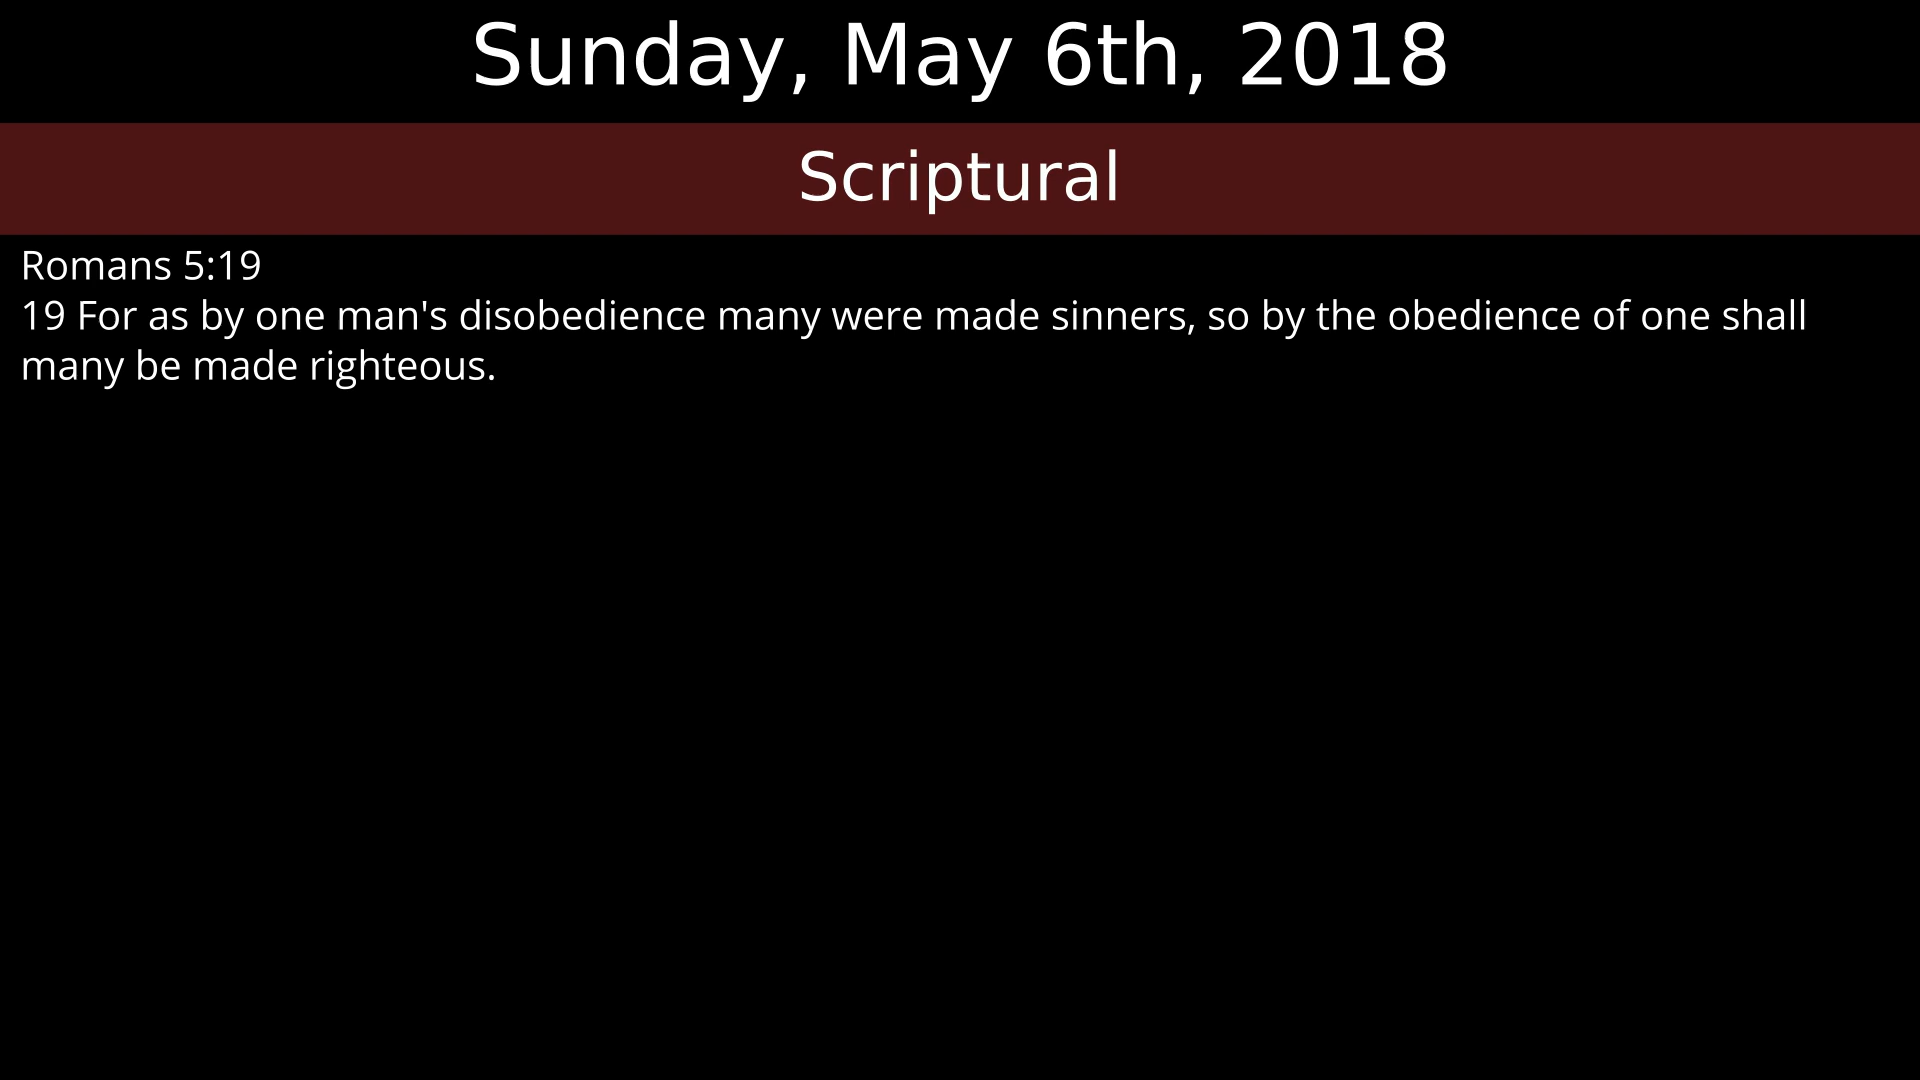 Sunday, May 6th, 2018
Scriptural
Romans 5:19
19 For as by one man's disobedience many were made sinners, so by the obedience of one shall
many be made righteous.